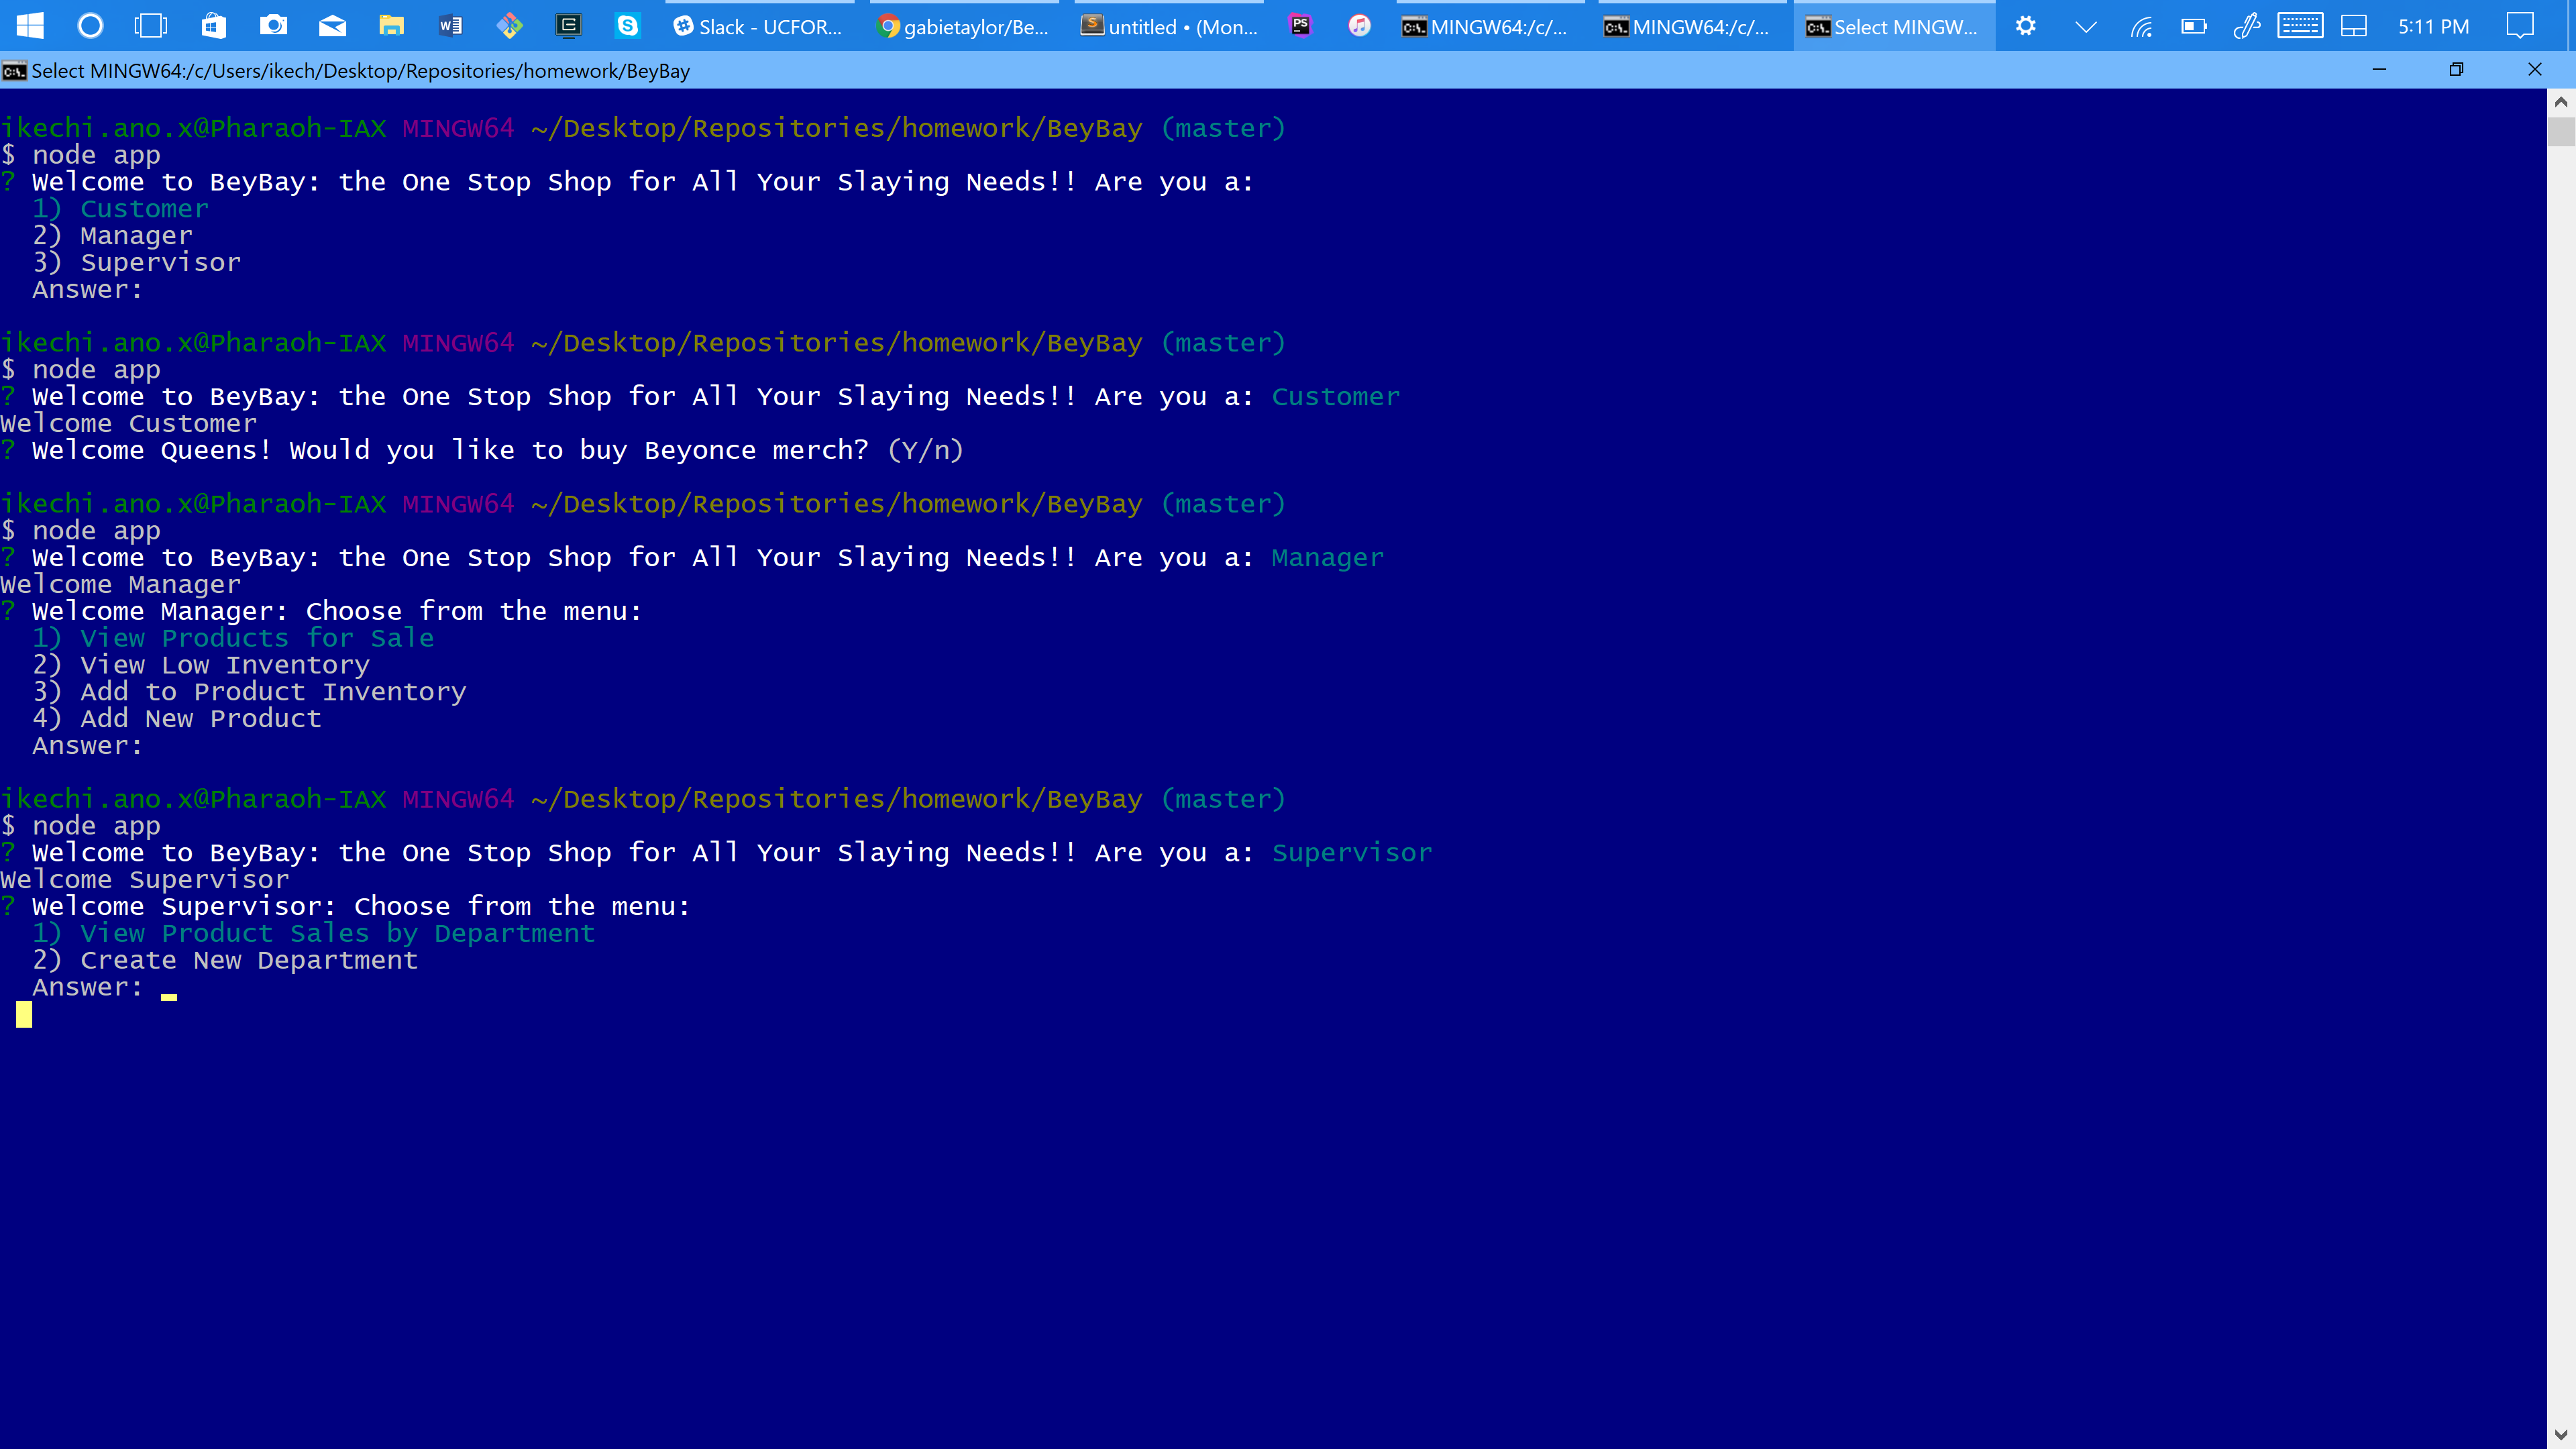 Slack - UCFOR...
gabietaylor/Be...
untitled • (Mon...
PS
MINGW64:/c/...
MINGW64:/c/...
Select MINGW...
5:11 PM
Select MINGW64:/c/Users/ikech/Desktop/Repositories/homework/BeyBay
ikechi.ano.x@Pharaoh-IAX MINGW64 ~/Desktop/Repositories/homework/BeyBay (master)
$ node app
? Welcome to BeyBay: the One Stop Shop for All Your Slaying Needs!! Are you a:
1) Customer
2) Manager
3) Supervisor
Answer:
ikechi.ano.x@Pharaoh-IAX MINGW64 ~/Desktop/Repositories/homework/BeyBay (master)
$ node app
? Welcome to BeyBay: the One Stop Shop for All Your Slaying Needs!! Are you a: Customer
Welcome Customer
? Welcome Queens! Would you like to buy Beyonce merch? (Y/n)
ikechi.ano.x@Pharaoh-IAX MINGW64 ~/Desktop/Repositories/homework/BeyBay (master)
$ node app
? Welcome to BeyBay: the One Stop Shop for All Your Slaying Needs!! Are you a: Manager
Welcome Manager
? Welcome Manager: Choose from the menu:
1) View Products for Sale
2) View Low Inventory
3) Add to Product Inventory
4) Add New Product
Answer:
ikechi.ano.x@Pharaoh-IAX MINGW64 ~/Desktop/Repositories/homework/BeyBay (master)
$ node app
? Welcome to BeyBay: the One Stop Shop for All Your Slaying Needs!! Are you a: Supervisor
Welcome Supervisor
? Welcome Supervisor: Choose from the menu:
1) View Product Sales by Department
2) Create New Department
Answer: